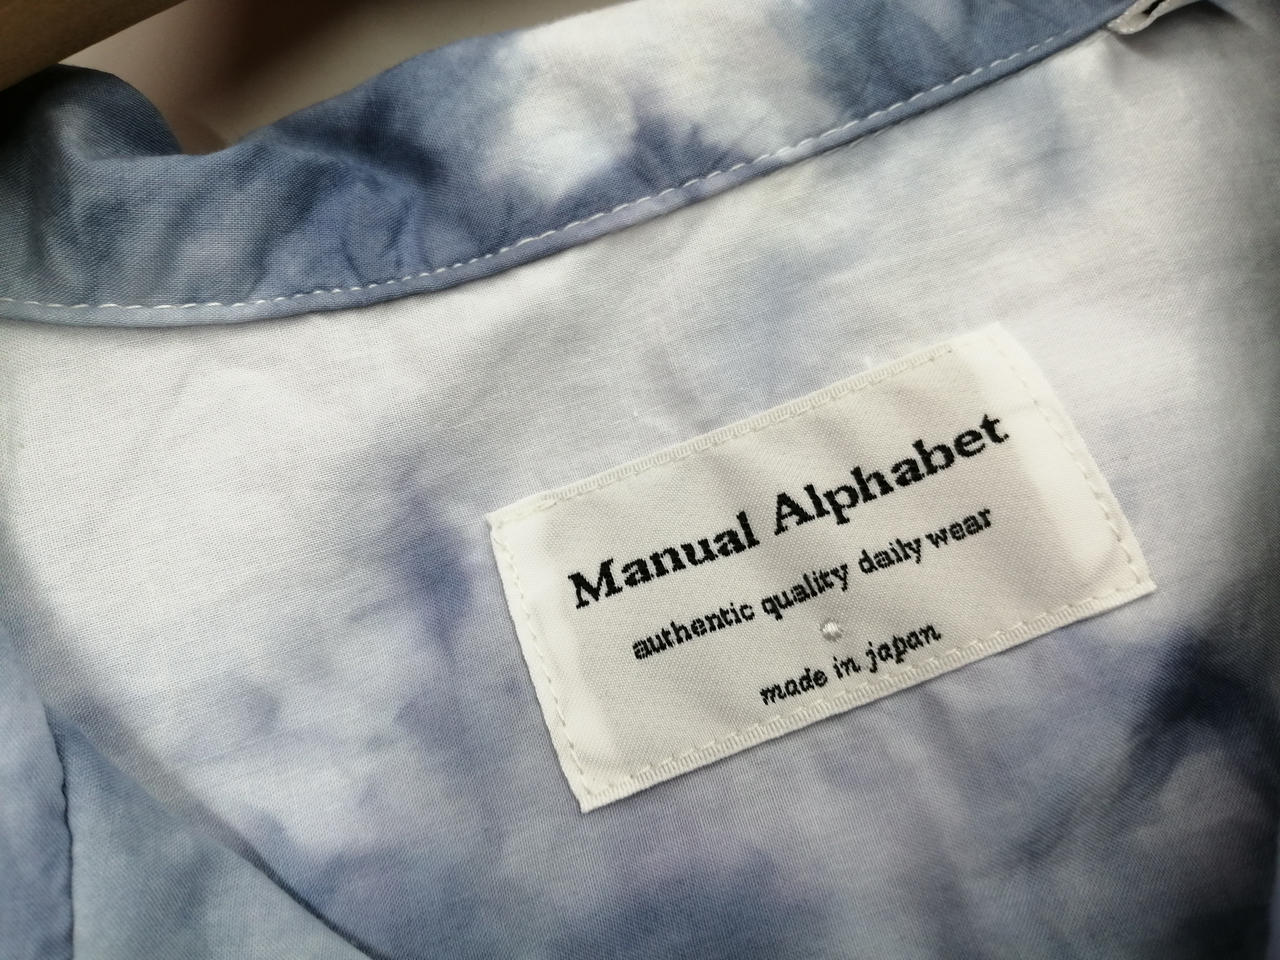 Manual Alphabet
authentic quality daily wear
made in japan